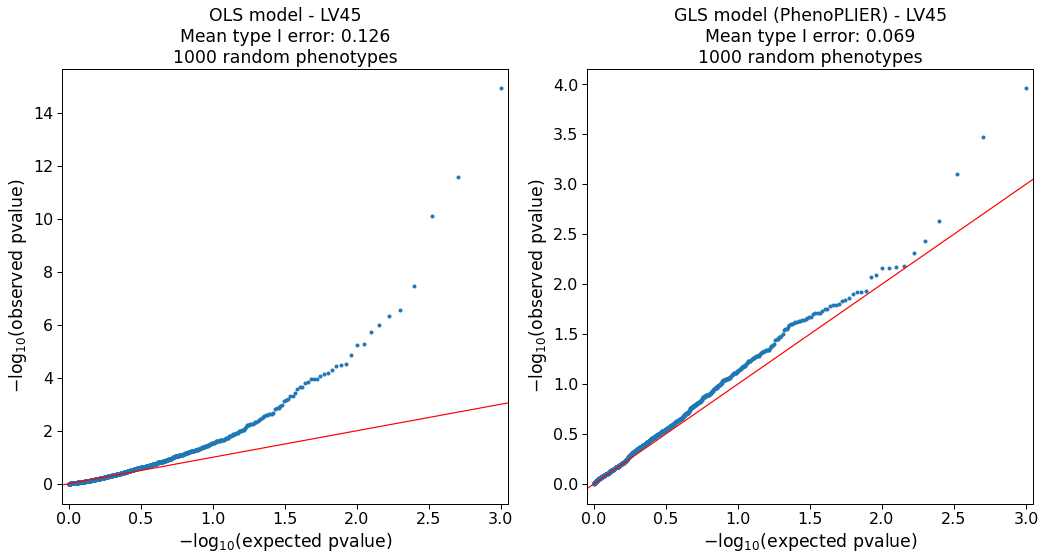 OLS model - LV45
Mean type I error: 0.126
1000 random phenotypes
14
12
10
8
6
4
2
0
−log₁₀(observed pvalue)
0.0 0.5 1.0 1.5 2.0 2.5 3.0
−log₁₀(expected pvalue)
GLS model (PhenoPLIER) - LV45
Mean type I error: 0.069
1000 random phenotypes
4.0
3.5
3.0
2.5
2.0
1.5
1.0
0.5
0.0
−log₁₀(observed pvalue)
0.0 0.5 1.0 1.5 2.0 2.5 3.0
−log₁₀(expected pvalue)